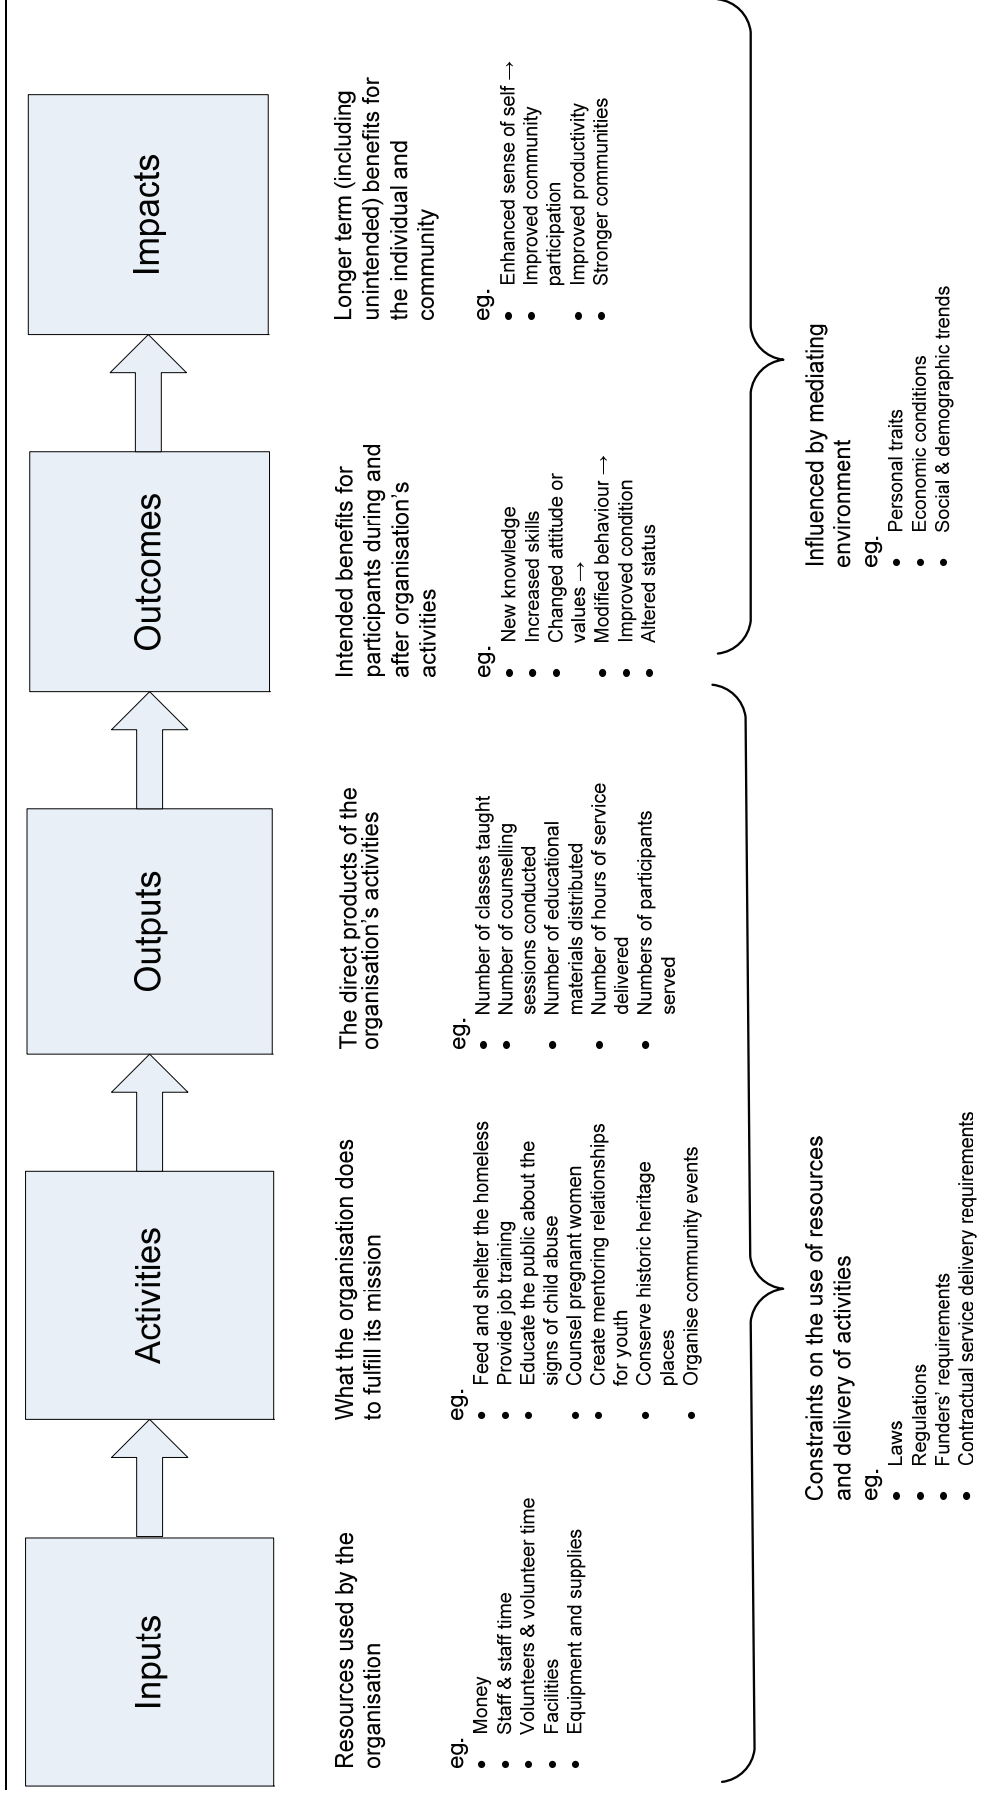 Inputs
Activities
Outputs
Outcomes
Impacts
Resources used by the
organisation
eg.
• Money
• Staff & staff time
• Volunteers & volunteer time
• Facilities
• Equipment and supplies
What the organisation does
to fulfill its mission
eg.
• Feed and shelter the homeless
• Provide job training
• Educate the public about the
signs of child abuse
• Counsel pregnant women
• Create mentoring relationships
for youth
• Conserve historic heritage
places
• Organise community events
The direct products of the
organisation's activities
eg.
• Number of classes taught
• Number of counselling
sessions conducted
• Number of educational
materials distributed
• Number of hours of service
delivered
• Numbers of participants
served
Intended benefits for
participants during and
after organisation's
activities
eg.
• New knowledge
• Increased skills
• Changed attitude or
values →
• Modified behaviour →
• Improved condition
• Altered status
Longer term (including
unintended) benefits for
the individual and
community
eg.
• Enhanced sense of self →
• Improved community
participation
• Improved productivity
• Stronger communities
Constraints on the use of resources
and delivery of activities
eg.
• Laws
• Regulations
• Funders' requirements
• Contractual service delivery requirements
Influenced by mediating
environment
eg.
• Personal traits
• Economic conditions
• Social & demographic trends